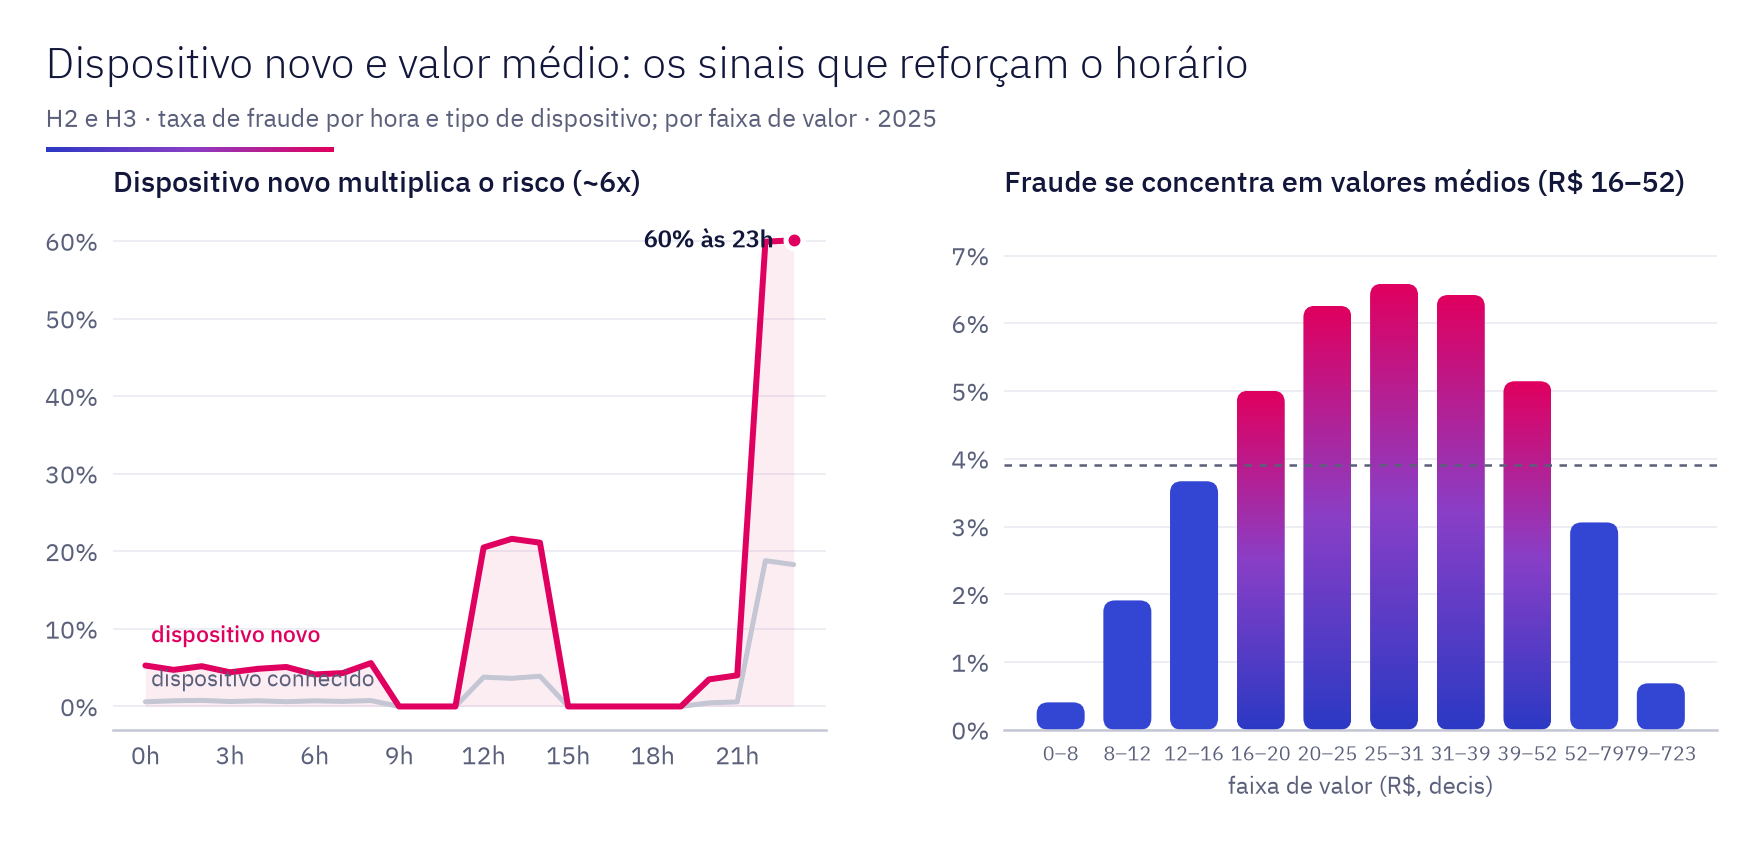 Dispositivo novo e valor médio: os sinais que reforçam o horário
H2 e H3 · taxa de fraude por hora e tipo de dispositivo; por faixa de valor · 2025
Dispositivo novo multiplica o risco (~6x)
60% às 23h
60%
50%
40%
30%
20%
10%
0%
dispositivo novo
dispositivo conhecido
0h 3h 6h 9h 12h 15h 18h 21h
Fraude se concentra em valores médios (R$ 16–52)
7%
6%
5%
4%
3%
2%
1%
0%
0–8 8–12 12–16 16–20 20–25 25–31 31–39 39–52 52–79 79–723
faixa de valor (R$, decis)